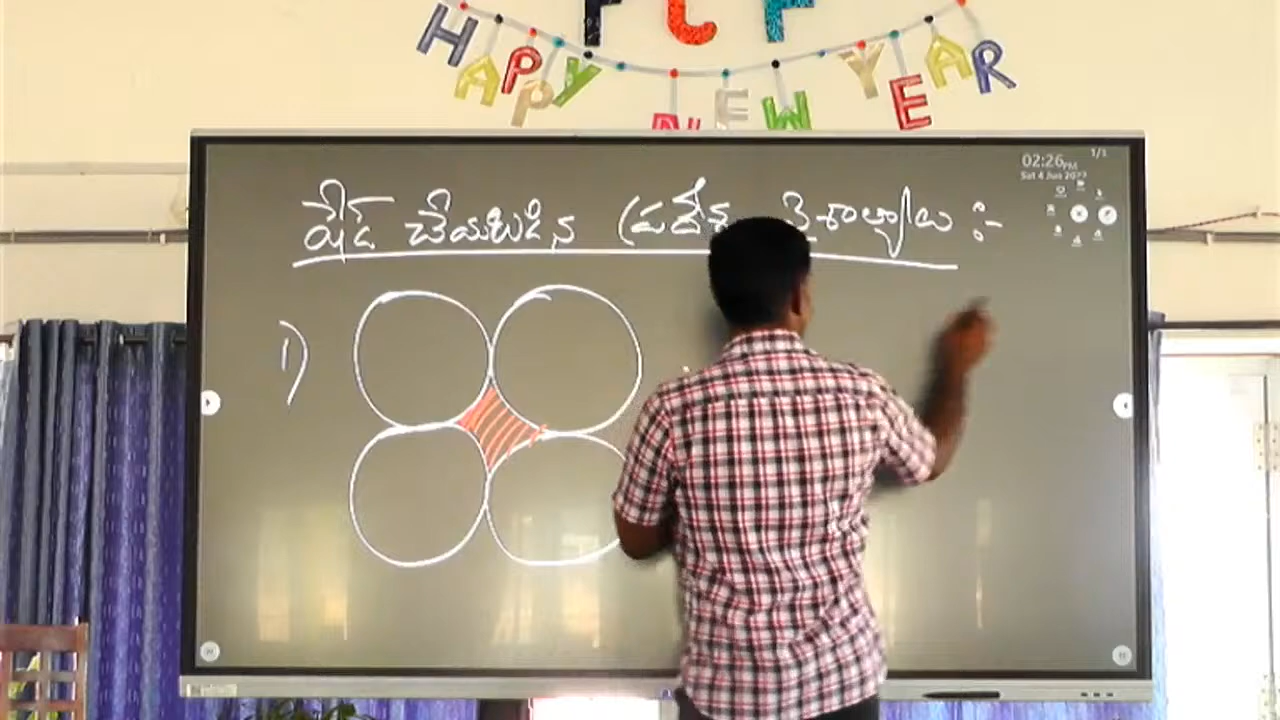 F C F
HAPPY NEW YEAR
02:26PM 1/1
Sat 4 Jun 2022
షేడ్ చేయబడిన ప్రదేశ వైశాల్యాలు :-
1)